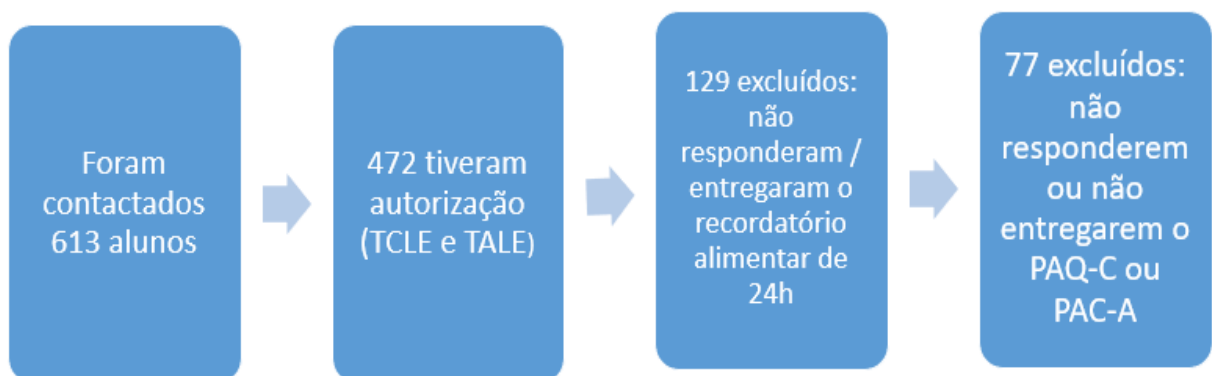 Foram
contactados
613 alunos
472 tiveram
autorização
(TCLE e TALE)
129 excluídos:
não
responderam /
entregaram o
recordatório
alimentar de
24h
77 excluídos:
não
responderem
ou não
entregarem o
PAQ-C ou
PAC-A